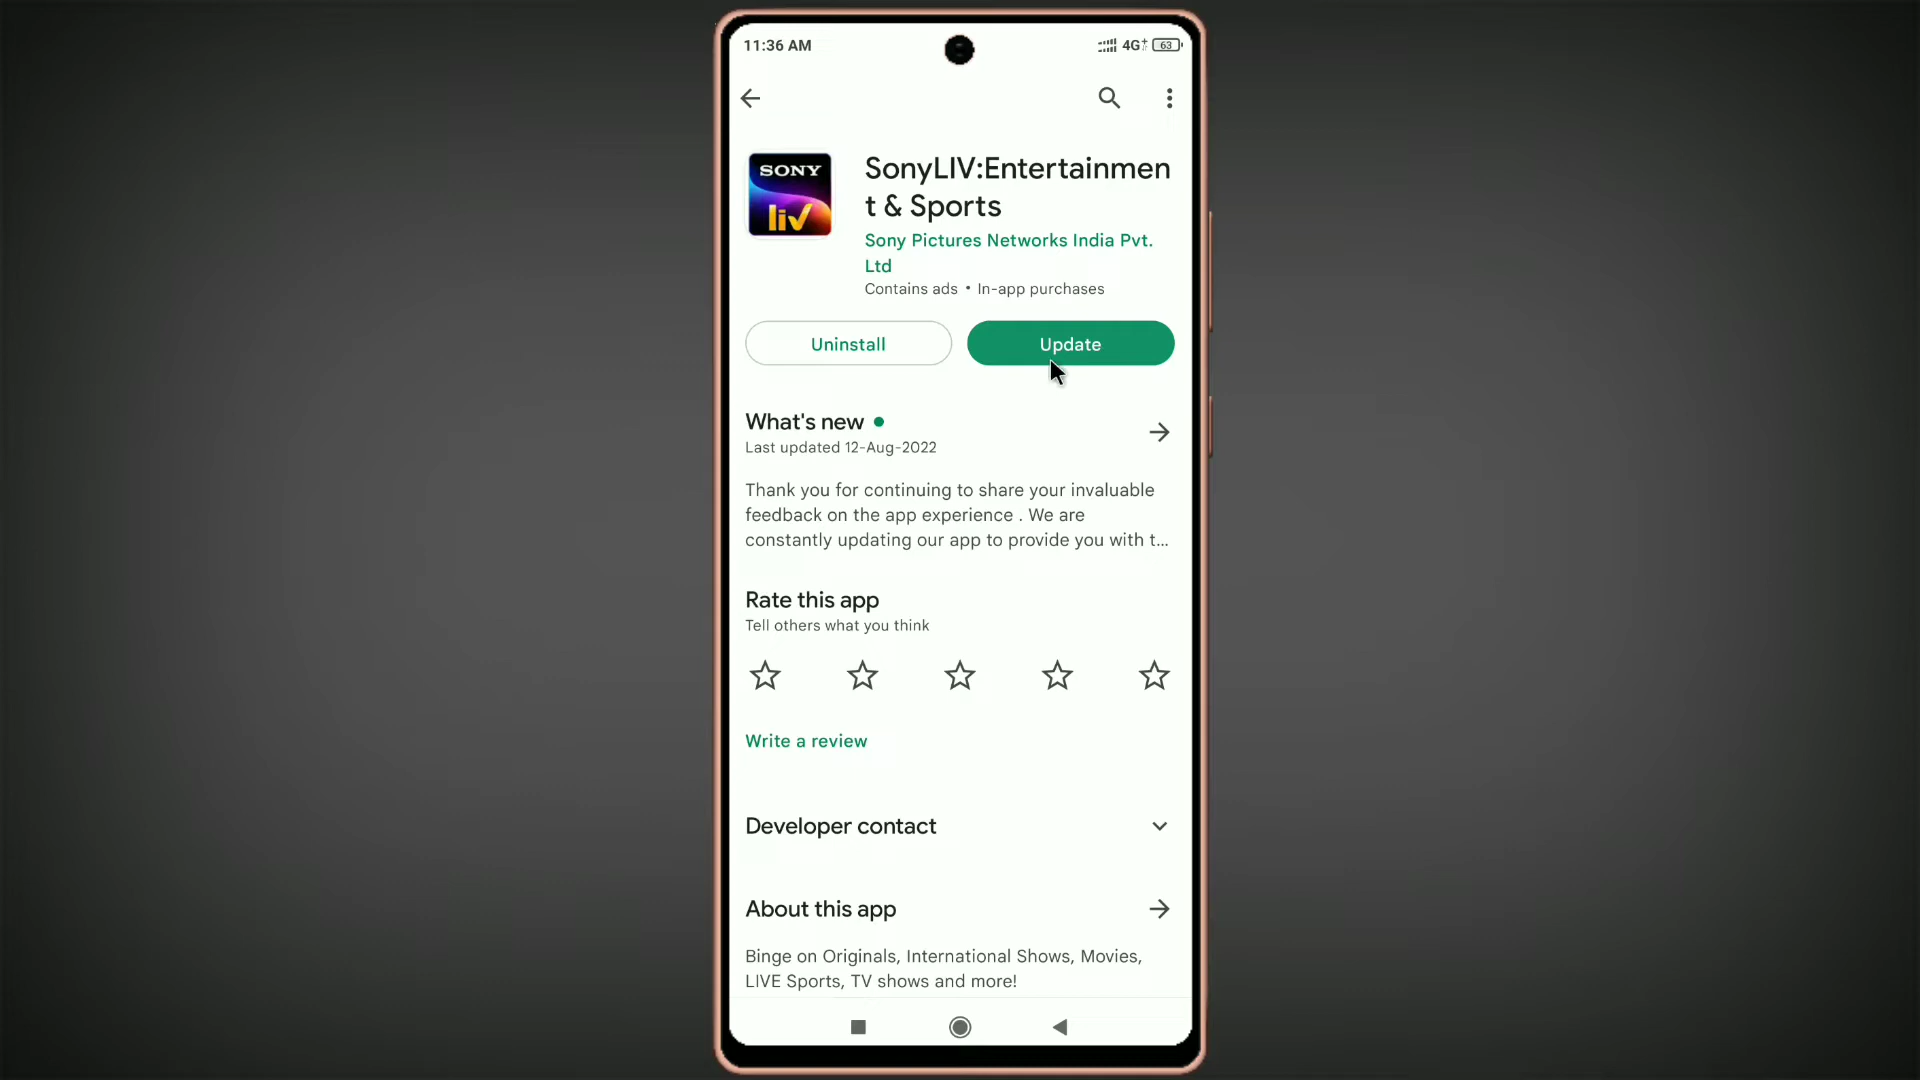 11:36 AM
4G+ 63
SONY
liv
SonyLIV:Entertainmen
t & Sports
Sony Pictures Networks India Pvt.
Ltd
Contains ads • In-app purchases
Uninstall
Update
What's new
Last updated 12-Aug-2022
Thank you for continuing to share your invaluable
feedback on the app experience . We are
constantly updating our app to provide you with t...
Rate this app
Tell others what you think
Write a review
Developer contact
About this app
Binge on Originals, International Shows, Movies,
LIVE Sports, TV shows and more!